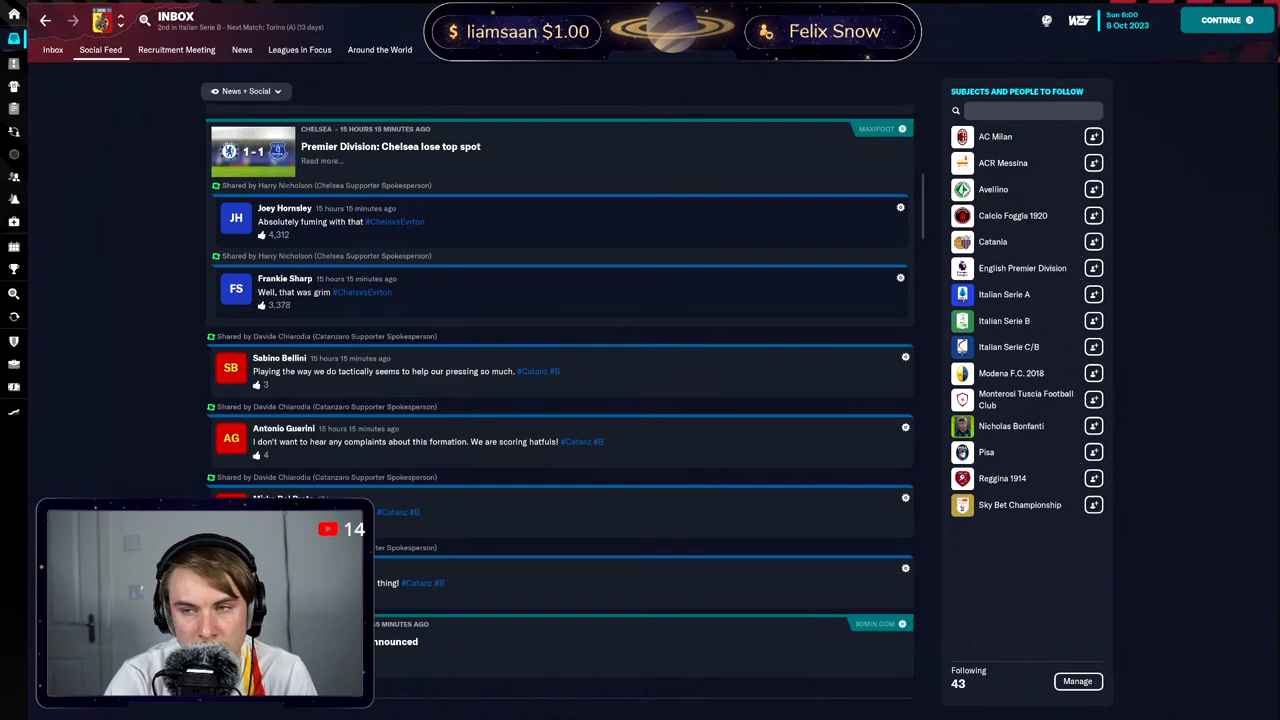 INBOX
2nd in Italian Serie B - Next Match: Torino (A) (13 days)
liamsaan $1.00
Felix Snow
Sun 6:00
8 Oct 2023
CONTINUE
Inbox
Social Feed
Recruitment Meeting
News
Leagues in Focus
Around the World
News + Social
CHELSEA - 15 HOURS 15 MINUTES AGO
MAXIFOOT
1 - 1
Premier Division: Chelsea lose top spot
Read more...
Shared by Harry Nicholson (Chelsea Supporter Spokesperson)
JH
Joey Hornsley 15 hours 15 minutes ago
Absolutely fuming with that #ChelsvsEvrton
4,312
Shared by Harry Nicholson (Chelsea Supporter Spokesperson)
FS
Frankie Sharp 15 hours 15 minutes ago
Well, that was grim #ChelsvsEvrton
3,378
Shared by Davide Chiarodia (Catanzaro Supporter Spokesperson)
SB
Sabino Bellini 15 hours 15 minutes ago
Playing the way we do tactically seems to help our pressing so much. #Catanz #B
3
Shared by Davide Chiarodia (Catanzaro Supporter Spokesperson)
AG
Antonio Guerini 15 hours 15 minutes ago
I don't want to hear any complaints about this formation. We are scoring hatfuls! #Catanz #B
4
Shared by Davide Chiarodia (Catanzaro Supporter Spokesperson)
#Catanz #B
Spokesperson)
thing! #Catanz #B
MINUTES AGO
90MIN.COM
14
SUBJECTS AND PEOPLE TO FOLLOW
AC Milan
ACR Messina
Avellino
Calcio Foggia 1920
Catania
English Premier Division
Italian Serie A
Italian Serie B
Italian Serie C/B
Modena F.C. 2018
Monterosi Tuscia Football
Club
Nicholas Bonfanti
Pisa
Reggina 1914
Sky Bet Championship
Following
43
Manage